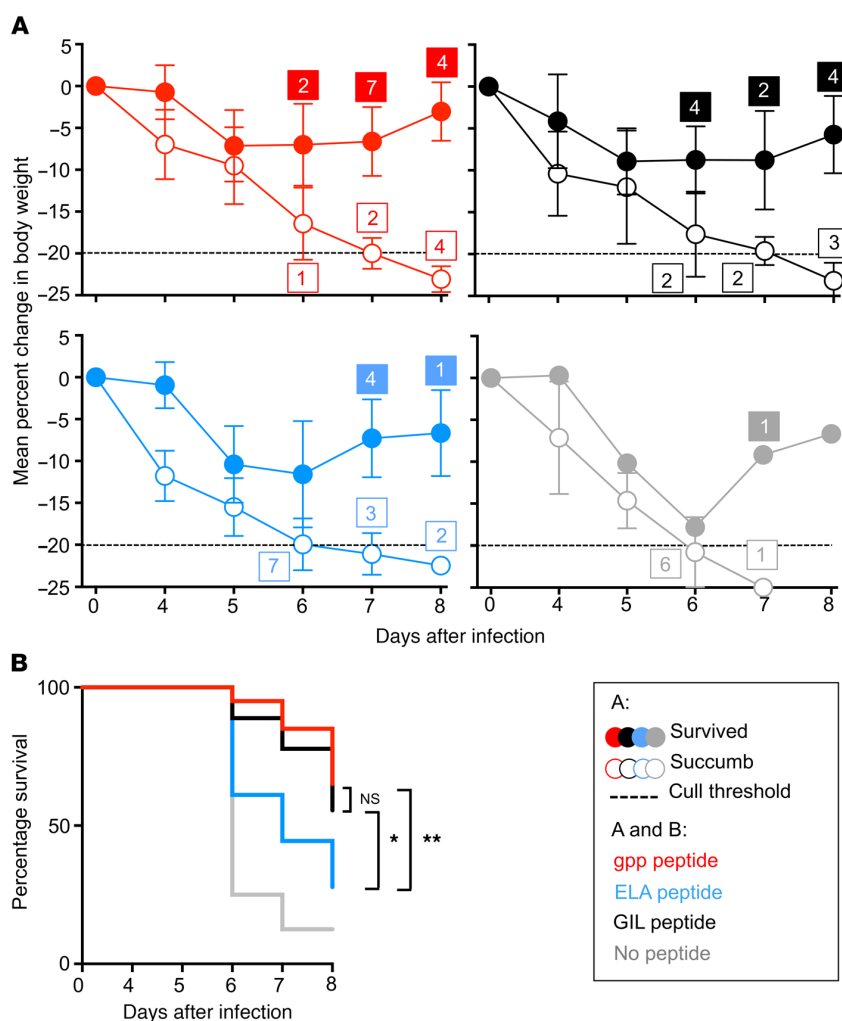 A
Mean percent change in body weight
5
0
−5
−10
−15
−20
−25
2
7
4
1
2
4
4
2
4
2
2
3
5
0
−5
−10
−15
−20
−25
4
1
7
3
2
1
6
1
0 4 5 6 7 8
0 4 5 6 7 8
Days after infection
B
Percentage survival
100
50
0
NS
*
**
0 4 5 6 7 8
Days after infection
A:
Survived
Succumb
Cull threshold
A and B:
gpp peptide
ELA peptide
GIL peptide
No peptide